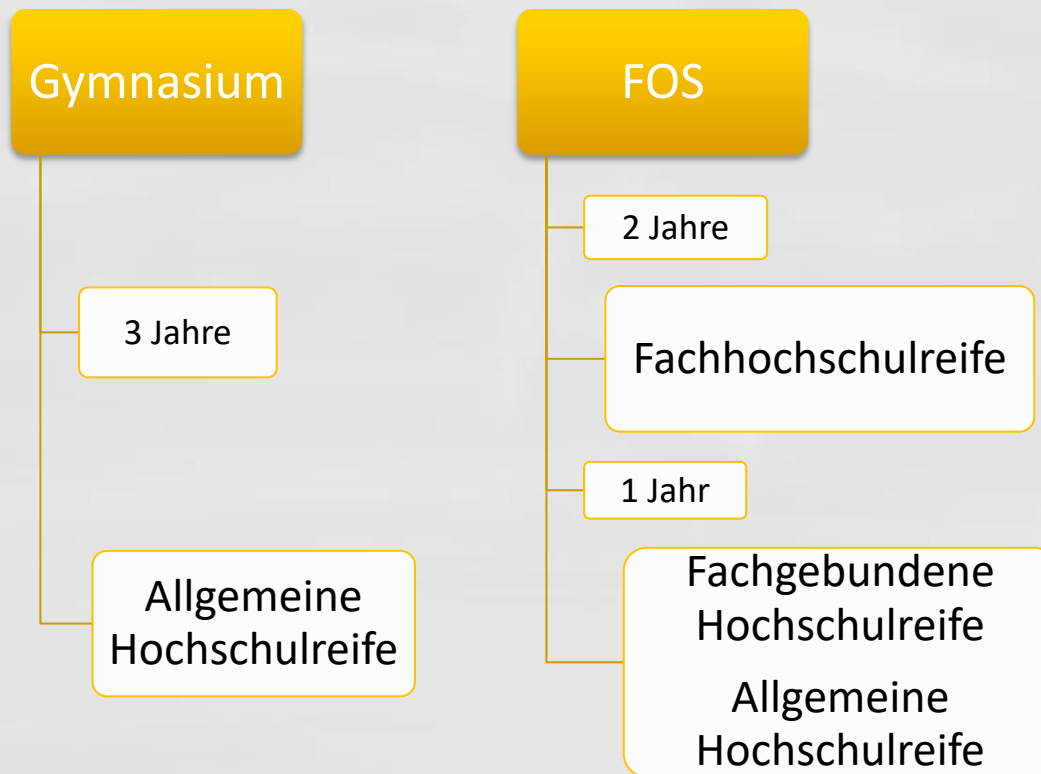 Gymnasium
3 Jahre
Allgemeine
Hochschulreife
FOS
2 Jahre
Fachhochschulreife
1 Jahr
Fachgebundene
Hochschulreife
Allgemeine
Hochschulreife